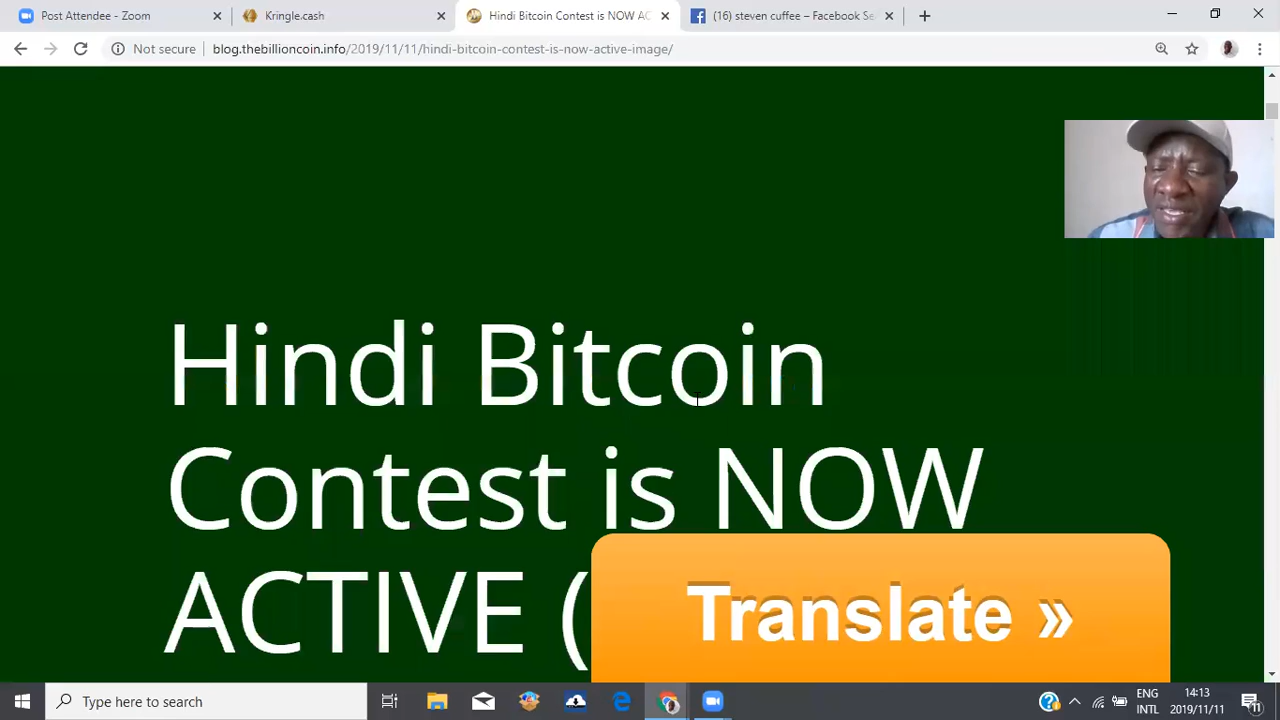 Post Attendee - Zoom
Kringle.cash
Hindi Bitcoin Contest is NOW AC
(16) steven cuffee – Facebook Se
Not secure
blog.thebillioncoin.info/2019/11/11/hindi-bitcoin-contest-is-now-active-image/
Hindi Bitcoin
Contest is NOW
ACTIVE (
Translate »
Type here to search
ENG
INTL
14:13
2019/11/11
11